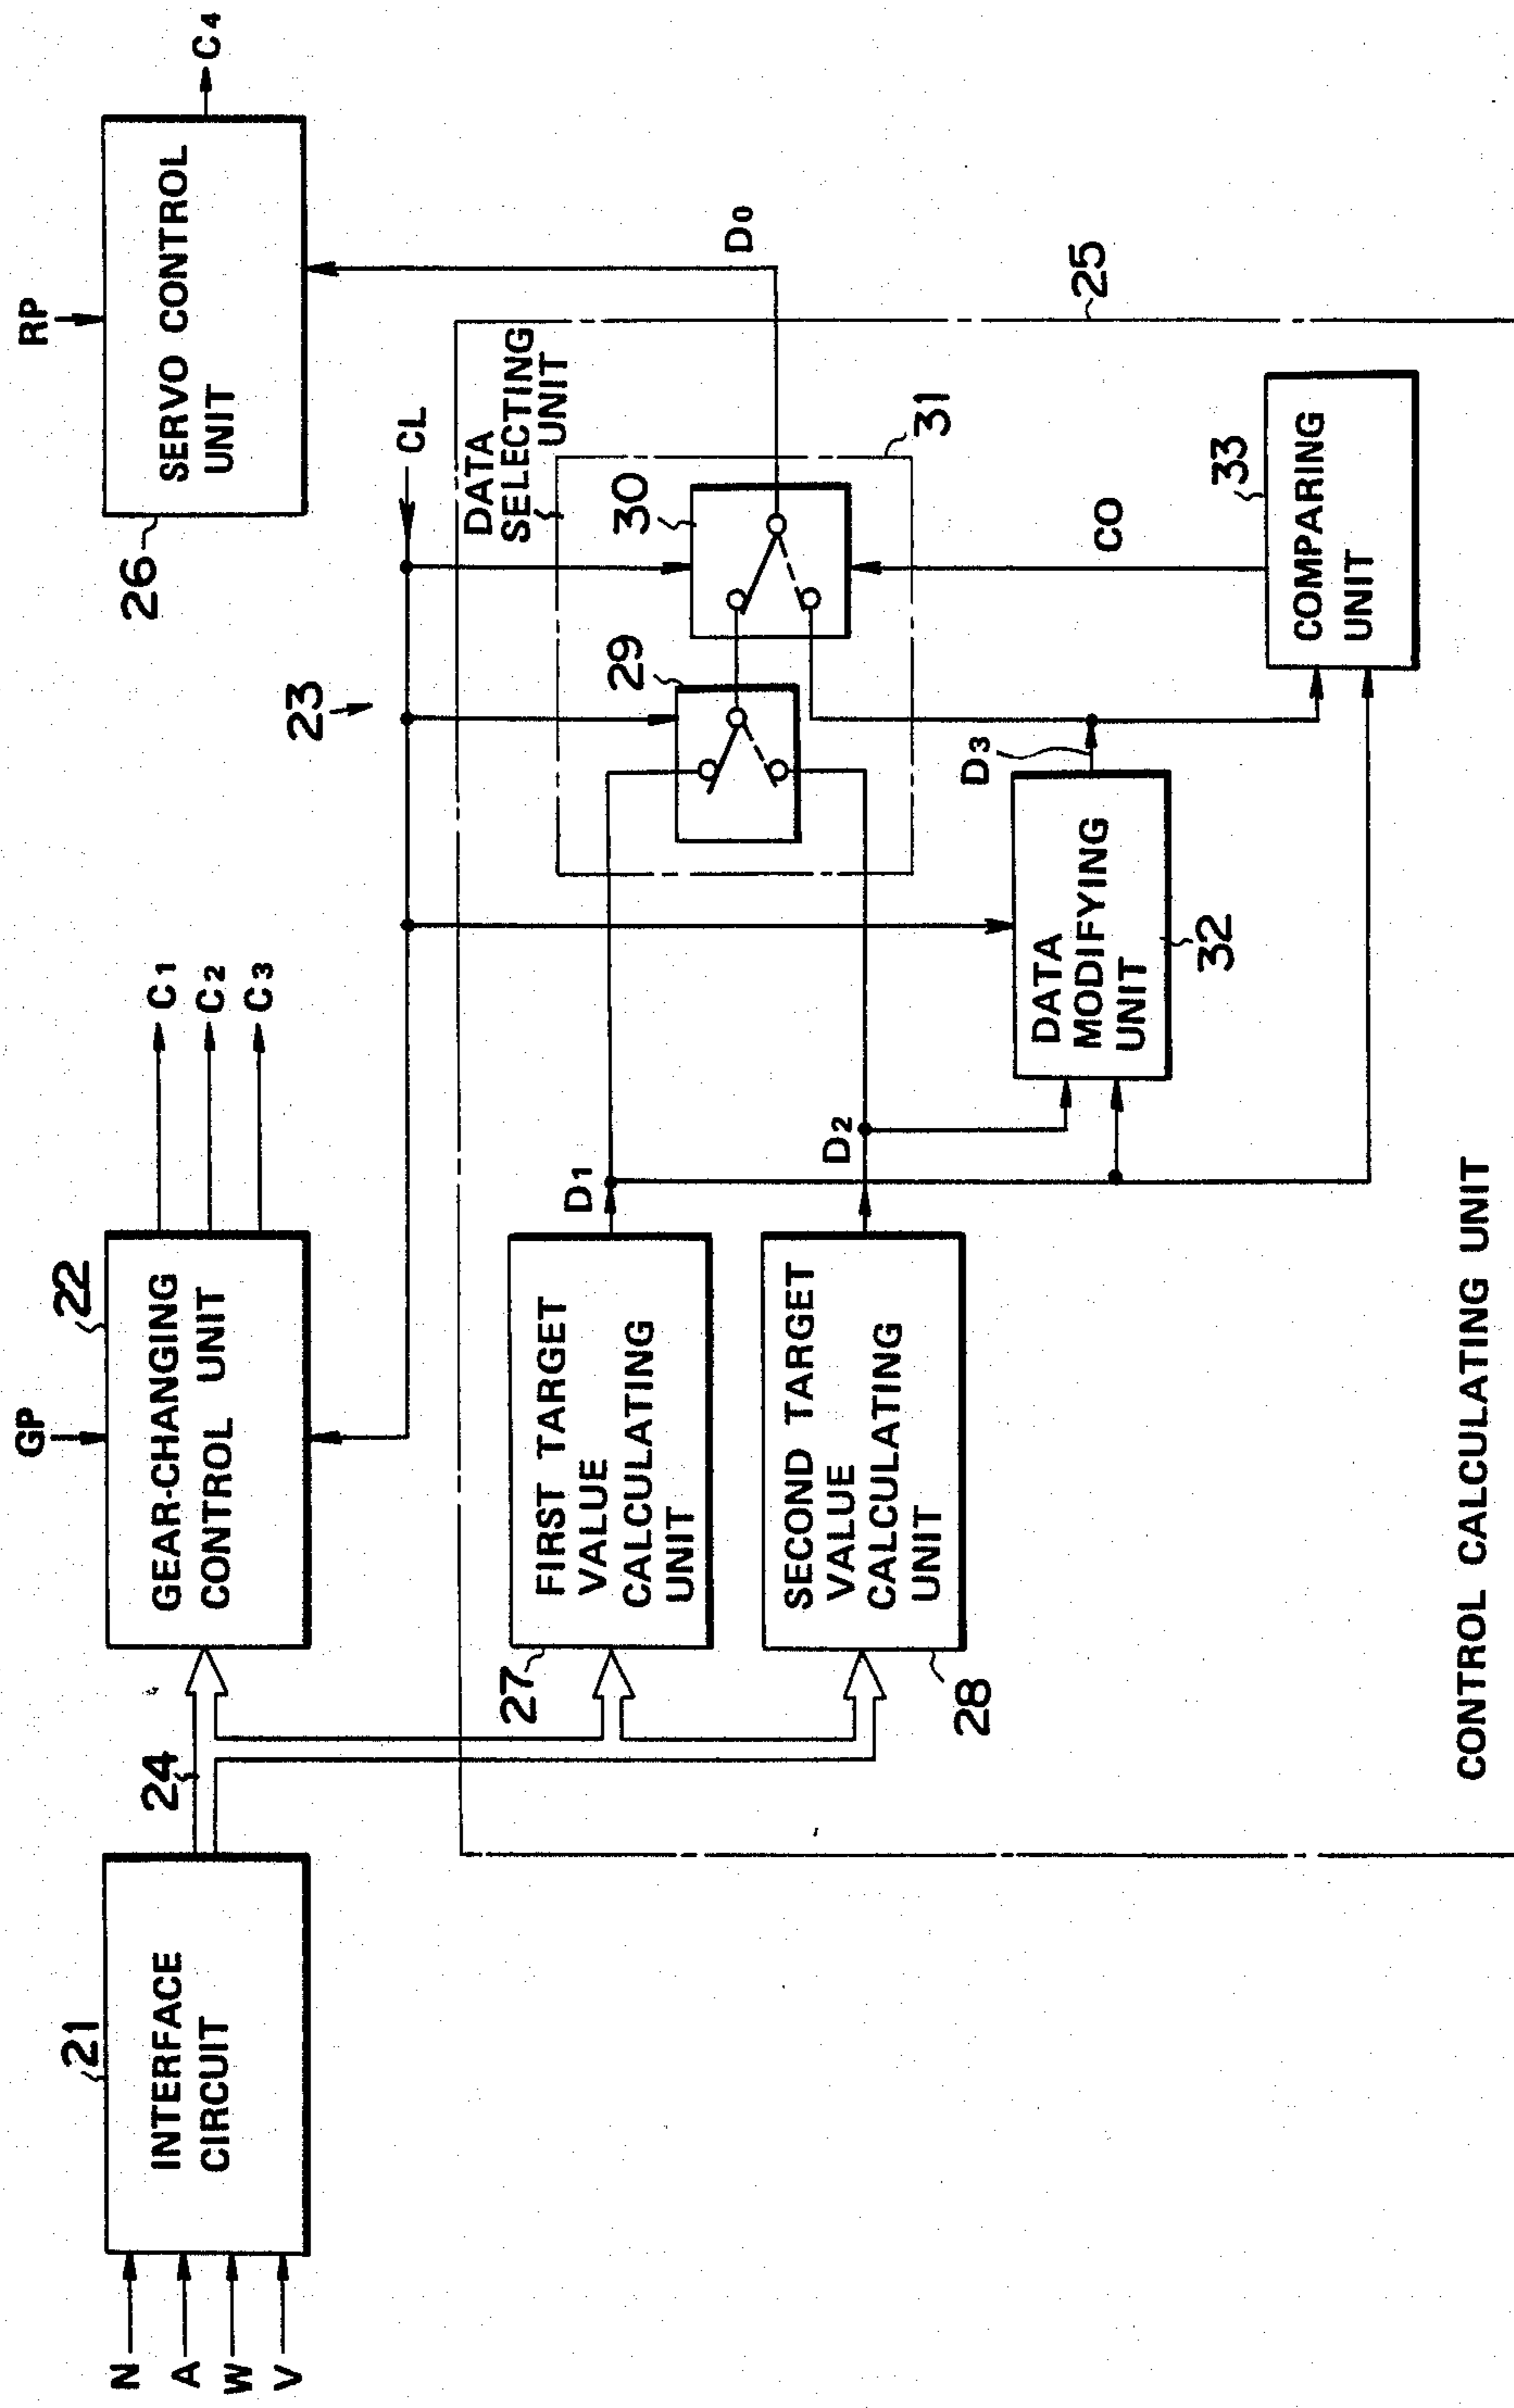 N
A
W
V
21
INTERFACE
CIRCUIT
24
GP
22
GEAR-CHANGING
CONTROL UNIT
C1
C2
C3
23
CL
RP
26
SERVO CONTROL
UNIT
C4
27
FIRST TARGET
VALUE
CALCULATING
UNIT
28
SECOND TARGET
VALUE
CALCULATING
UNIT
D1
D2
DATA
SELECTING
UNIT
29
30
31
D0
25
D3
DATA
MODIFYING
UNIT
32
CO
33
COMPARING
UNIT
CONTROL CALCULATING UNIT